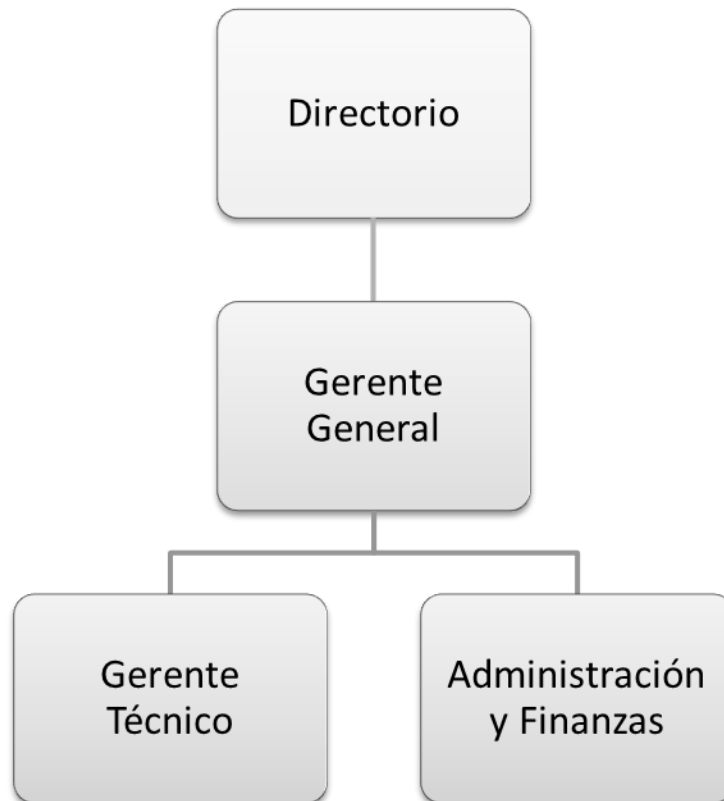 Directorio
Gerente
General
Gerente
Técnico
Administración
y Finanzas